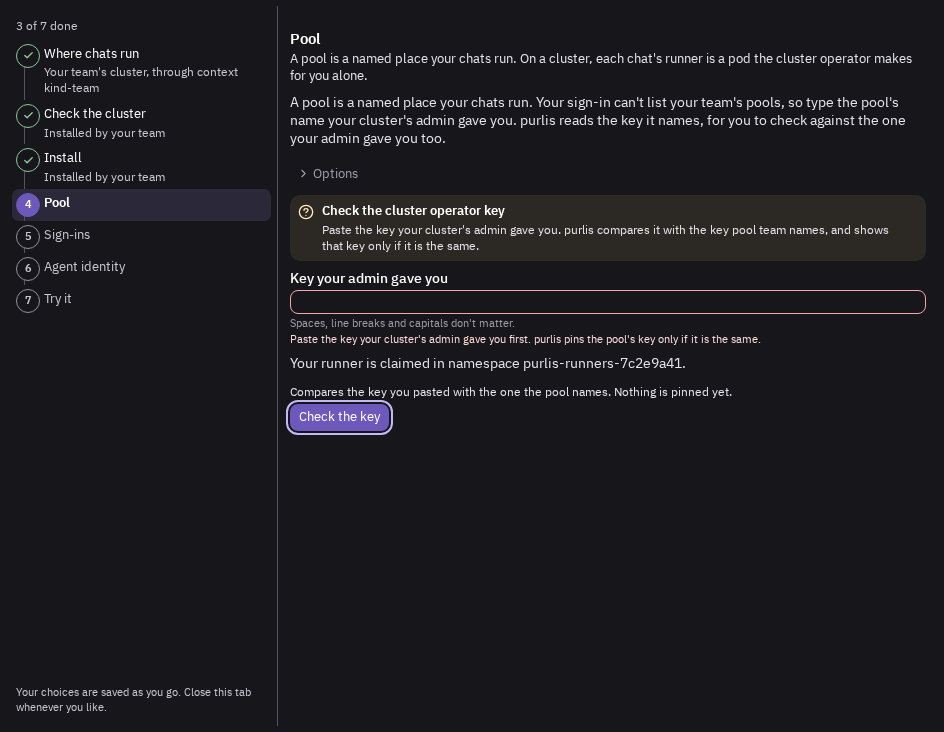 3 of 7 done
Where chats run
Your team's cluster, through context
kind-team
Check the cluster
Installed by your team
Install
Installed by your team
4 Pool
5 Sign-ins
6 Agent identity
7 Try it
Your choices are saved as you go. Close this tab
whenever you like.
Pool
A pool is a named place your chats run. On a cluster, each chat's runner is a pod the cluster operator makes
for you alone.
A pool is a named place your chats run. Your sign-in can't list your team's pools, so type the pool's
name your cluster's admin gave you. purlis reads the key it names, for you to check against the one
your admin gave you too.
Options
Check the cluster operator key
Paste the key your cluster's admin gave you. purlis compares it with the key pool team names, and shows
that key only if it is the same.
Key your admin gave you
Spaces, line breaks and capitals don't matter.
Paste the key your cluster's admin gave you first. purlis pins the pool's key only if it is the same.
Your runner is claimed in namespace purlis-runners-7c2e9a41.
Compares the key you pasted with the one the pool names. Nothing is pinned yet.
Check the key